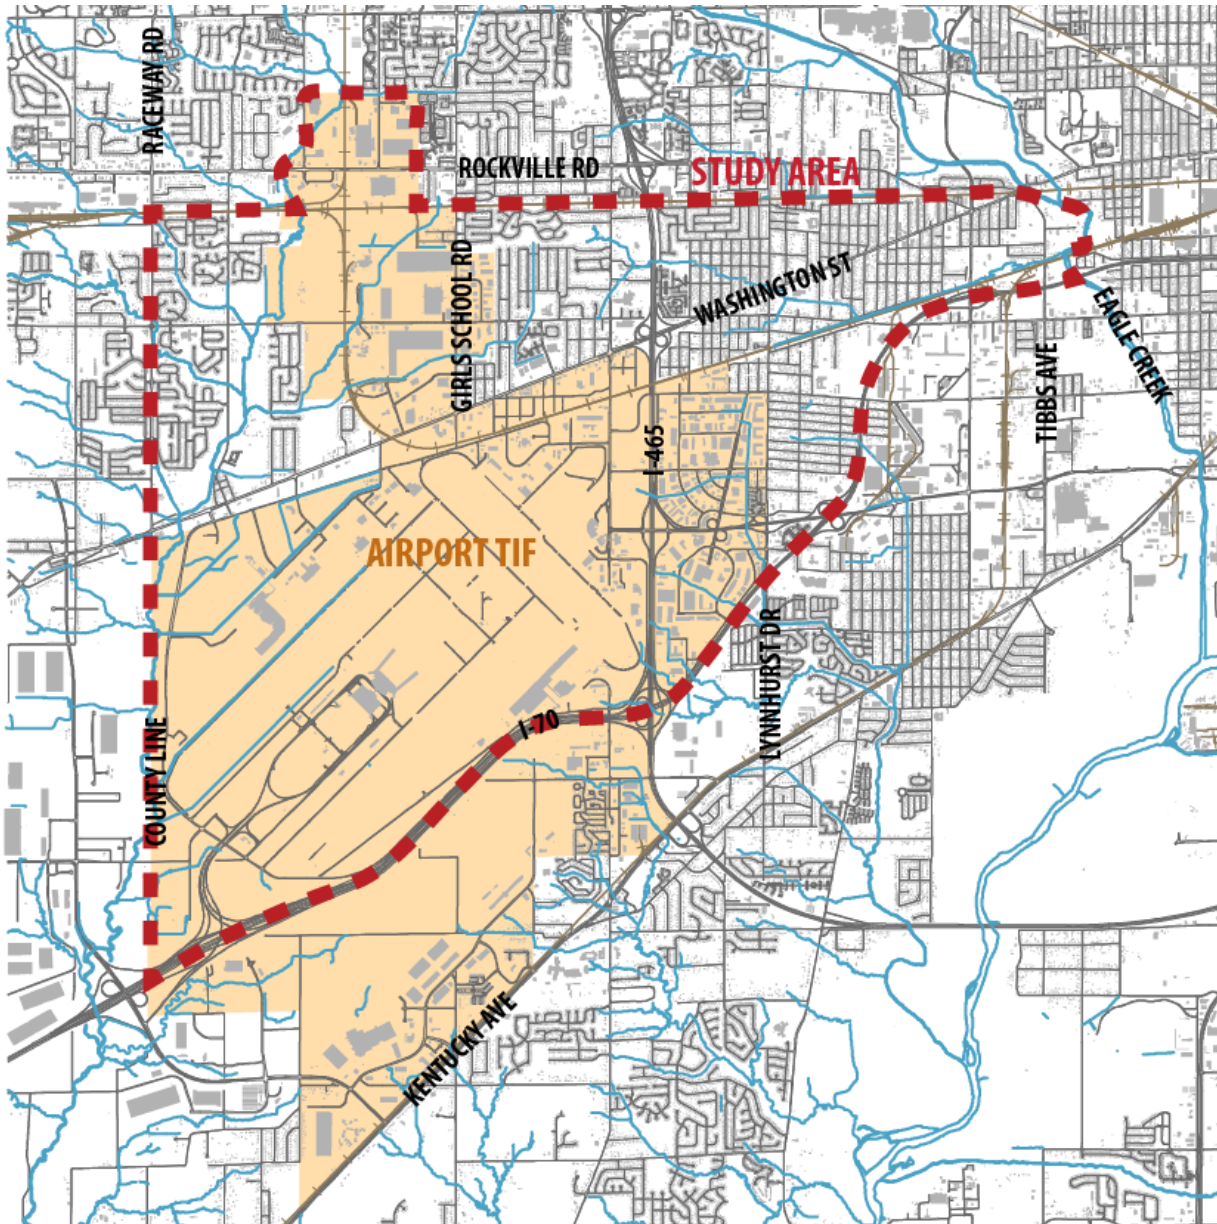 RACEWAY RD
ROCKVILLE RD
STUDY AREA
GIRLS SCHOOL RD
WASHINGTON ST
EAGLE CREEK
TIBBS AVE
I-465
AIRPORT TIF
LYNNHURST DR
I-70
COUNTY LINE
KENTUCKY AVE